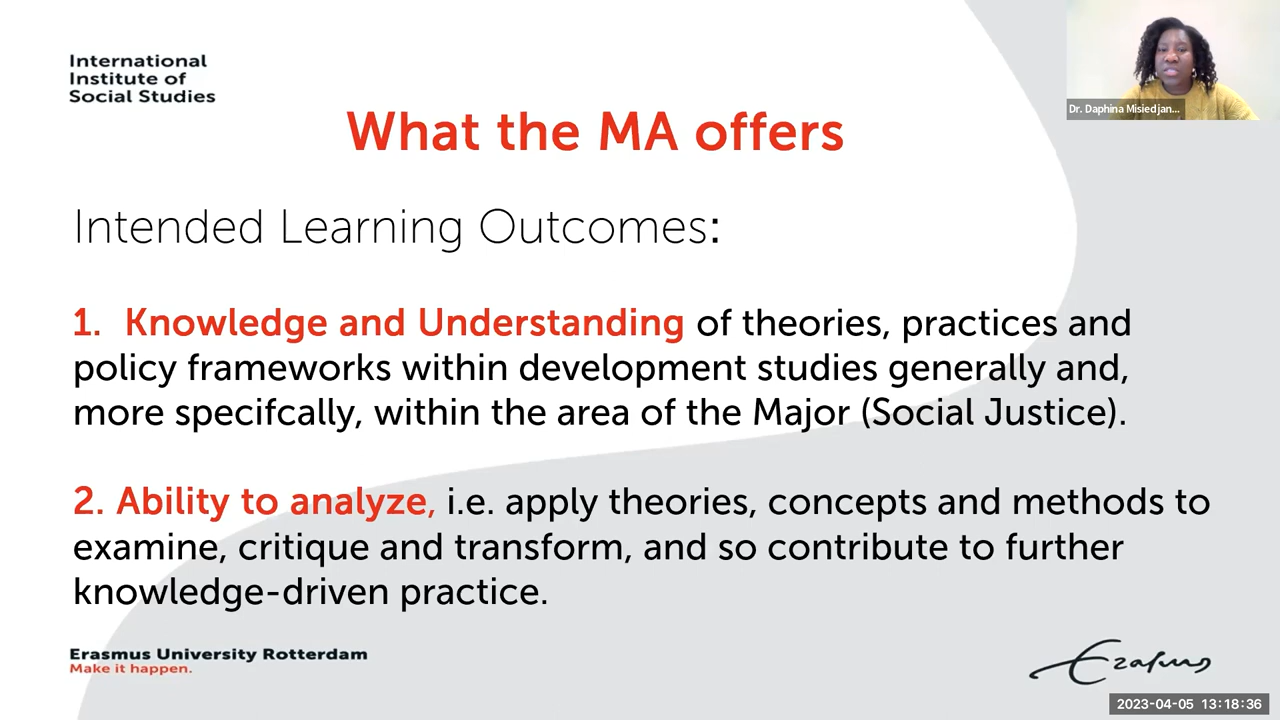 International
Institute of
Social Studies
Dr. Daphina Misiedjan...
What the MA offers
Intended Learning Outcomes:
1. Knowledge and Understanding of theories, practices and
policy frameworks within development studies generally and,
more specifcally, within the area of the Major (Social Justice).
2. Ability to analyze, i.e. apply theories, concepts and methods to
examine, critique and transform, and so contribute to further
knowledge-driven practice.
Erasmus University Rotterdam
Make it happen.
Erasmus
2023-04-05 13:18:36